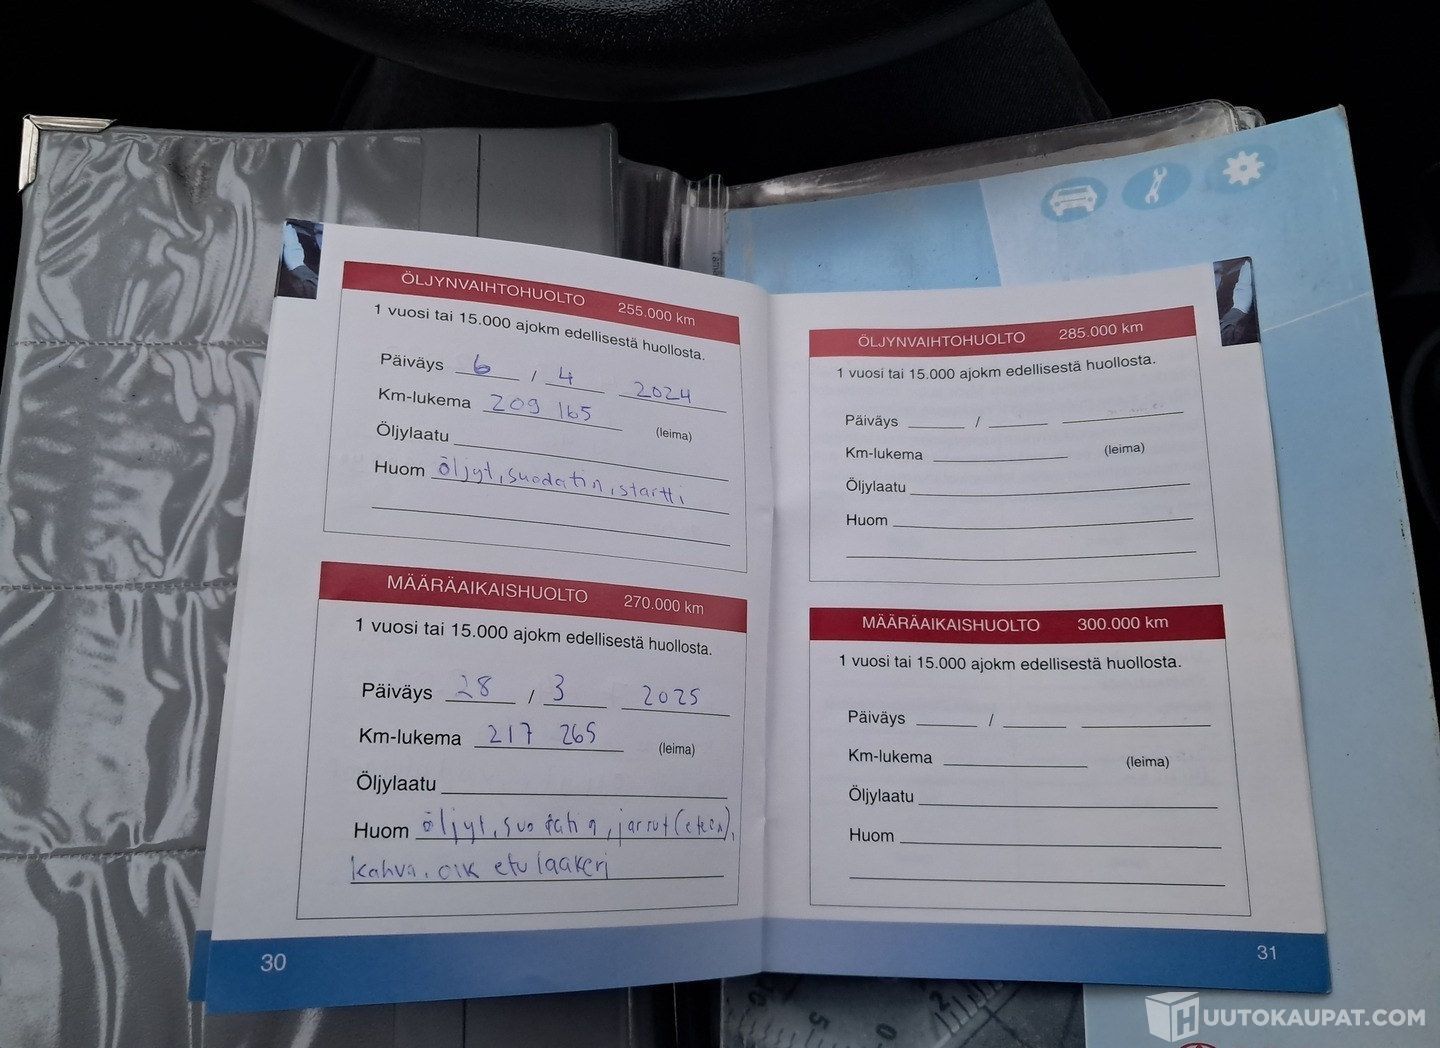 ÖLJYNVAIHTOHUOLTO 255.000 km
1 vuosi tai 15.000 ajokm edellisestä huollosta.
Päiväys 6 / 4 2024
Km-lukema 209 165
(leima)
Öljylaatu
Huom öljyt, suodatin, startti
MÄÄRÄAIKAISHUOLTO 270.000 km
1 vuosi tai 15.000 ajokm edellisestä huollosta.
Päiväys 28 / 3 2025
Km-lukema 217 265
(leima)
Öljylaatu
Huom öljyt, suodatin, jarrut (eteen),
kahva, oik etulaakeri
30
ÖLJYNVAIHTOHUOLTO 285.000 km
1 vuosi tai 15.000 ajokm edellisestä huollosta.
Päiväys /
Km-lukema (leima)
Öljylaatu
Huom
MÄÄRÄAIKAISHUOLTO 300.000 km
1 vuosi tai 15.000 ajokm edellisestä huollosta.
Päiväys /
Km-lukema (leima)
Öljylaatu
Huom
31
5 0 2
HUUTOKAUPAT.COM